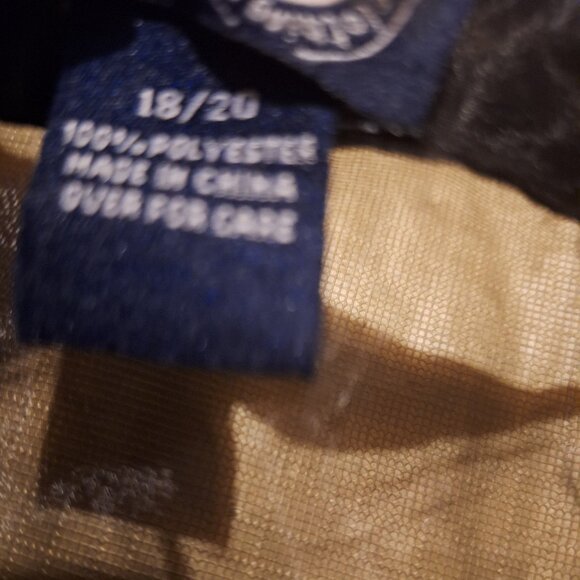 18/20
100% POLYESTER
MADE IN CHINA
OVER FOR CARE